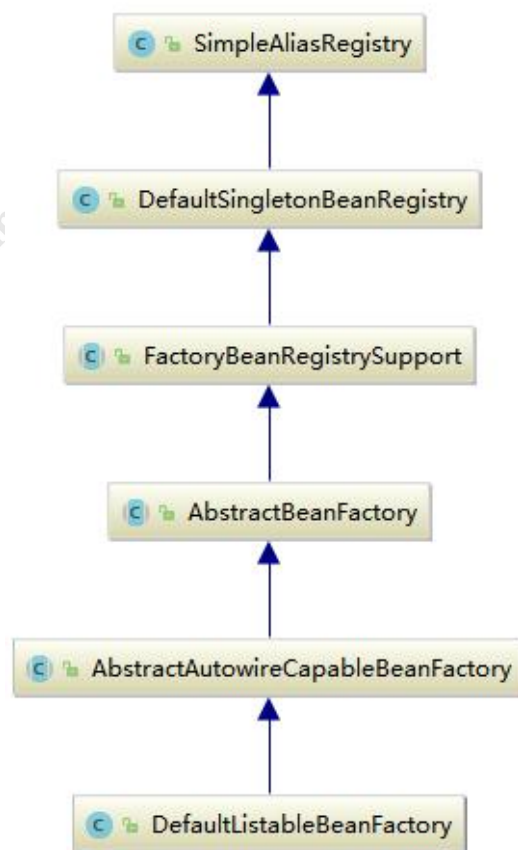 C SimpleAliasRegistry
C DefaultSingletonBeanRegistry
C FactoryBeanRegistrySupport
C AbstractBeanFactory
C AbstractAutowireCapableBeanFactory
C DefaultListableBeanFactory